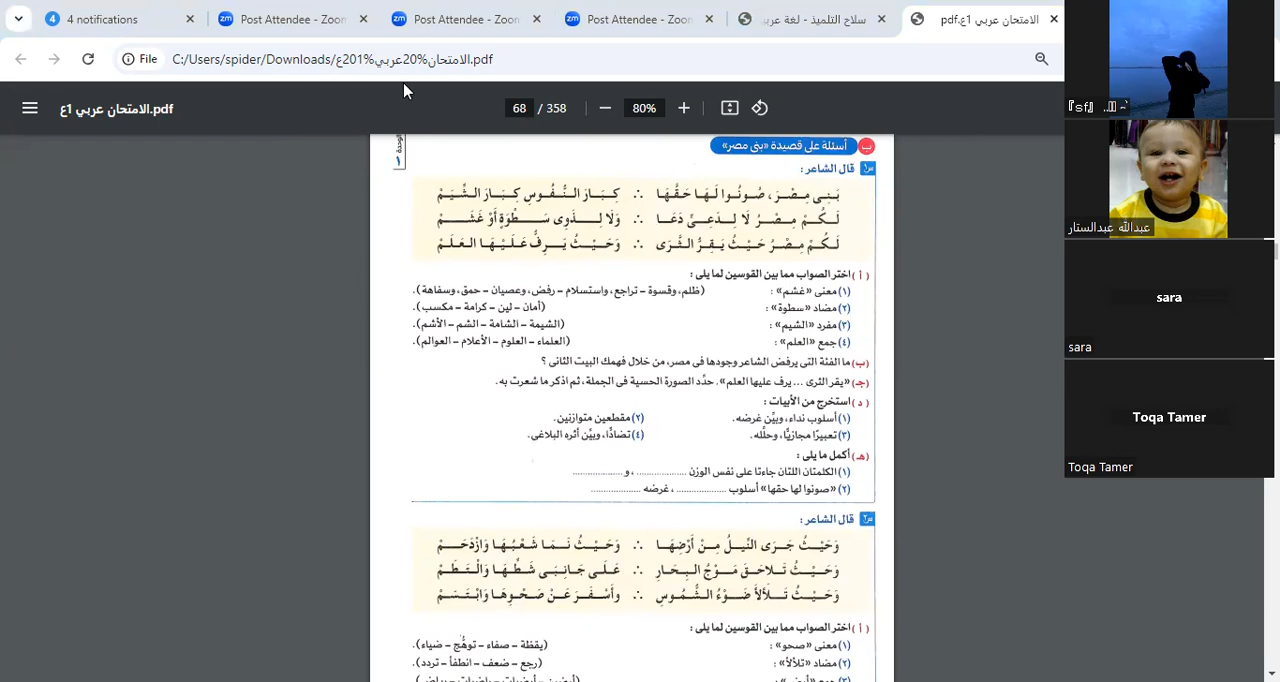 4 notifications
Post Attendee - Zoom
Post Attendee - Zoom
Post Attendee - Zoom
سلاح التلميذ - لغة عربي
الامتحان عربي 1ع.pdf
File
C:/Users/spider/Downloads/الامتحان%20عربي%201ع.pdf
الامتحان عربي 1ع.pdf
68 / 358
80%
الوحدة
١
ب أسئلة على قصيدة «بنى مصر»
س١ قال الشاعر :
بَنِى مِصْرَ، صُونُوا لَهَا حَقَّهَا ∴ كِبَارَ النُّفُوسِ كِبَارَ الشِّيَمْ
لَكُمْ مِصْرُ لَا لِدَعِىٍّ دَعَا ∴ وَلَا لِذَوِى سَطْوَةٍ أَوْ غَشَمْ
لَكُمْ مِصْرُ حَيْثُ يَقِرُّ الثَّرَى ∴ وَحَيْثُ يَرِفُّ عَلَيْهَا العَلَمْ
( أ ) اختر الصواب مما بين القوسين لما يلى :
(١) معنى «غشم» : (ظلم، وقسوة – تراجع، واستسلام – رفض، وعصيان – حمق، وسفاهة).
(٢) مضاد «سطوة» : (أمان – لين – كرامة – مكسب).
(٣) مفرد «الشيم» : (الشيمة – الشامة – الشم – الأشم).
(٤) جمع «العلم» : (العلماء – العلوم – الأعلام – العوالم).
(ب) ما الفئة التى يرفض الشاعر وجودها فى مصر، من خلال فهمك البيت الثانى ؟
(جـ) «يقر الثرى ... يرف عليها العلم». حدِّد الصورة الحسية فى الجملة، ثم اذكر ما شعرت به.
( د ) استخرج من الأبيات :
(١) أسلوب نداء، وبيِّن غرضه. (٢) مقطعين متوازنين.
(٣) تعبيرًا مجازيًّا، وحلِّله. (٤) تضادًّا، وبيِّن أثره البلاغى.
(هـ) أكمل ما يلى :
(١) الكلمتان اللتان جاءتا على نفس الوزن .................. ، و ..................
(٢) «صونوا لها حقها» أسلوب .................. ، غرضه ..................
س٢ قال الشاعر :
وَحَيْثُ جَرَى النِّيلُ مِنْ أَرْضِهَا ∴ وَحَيْثُ نَمَا شَعْبُهَا وَازْدَحَمْ
وَحَيْثُ تَلَاحَقَ مَوْجُ البِحَارِ ∴ عَلَى جَانِبَى شَطِّهَا وَالْتَطَمْ
وَحَيْثُ تَلَأْلَأَ ضَوْءُ الشُّمُوسِ ∴ وَأَسْفَرَ عَنْ صَحْوِهَا وَابْتَسَمْ
( أ ) اختر الصواب مما بين القوسين لما يلى :
(١) معنى «صحو» : (يقظة – صفاء – توهُّج – ضياء).
(٢) مضاد «تلألأ» : (رجع – ضعف – انطفأ – تردد).
عبدالله عبدالستار
sara
sara
Toqa Tamer
Toqa Tamer